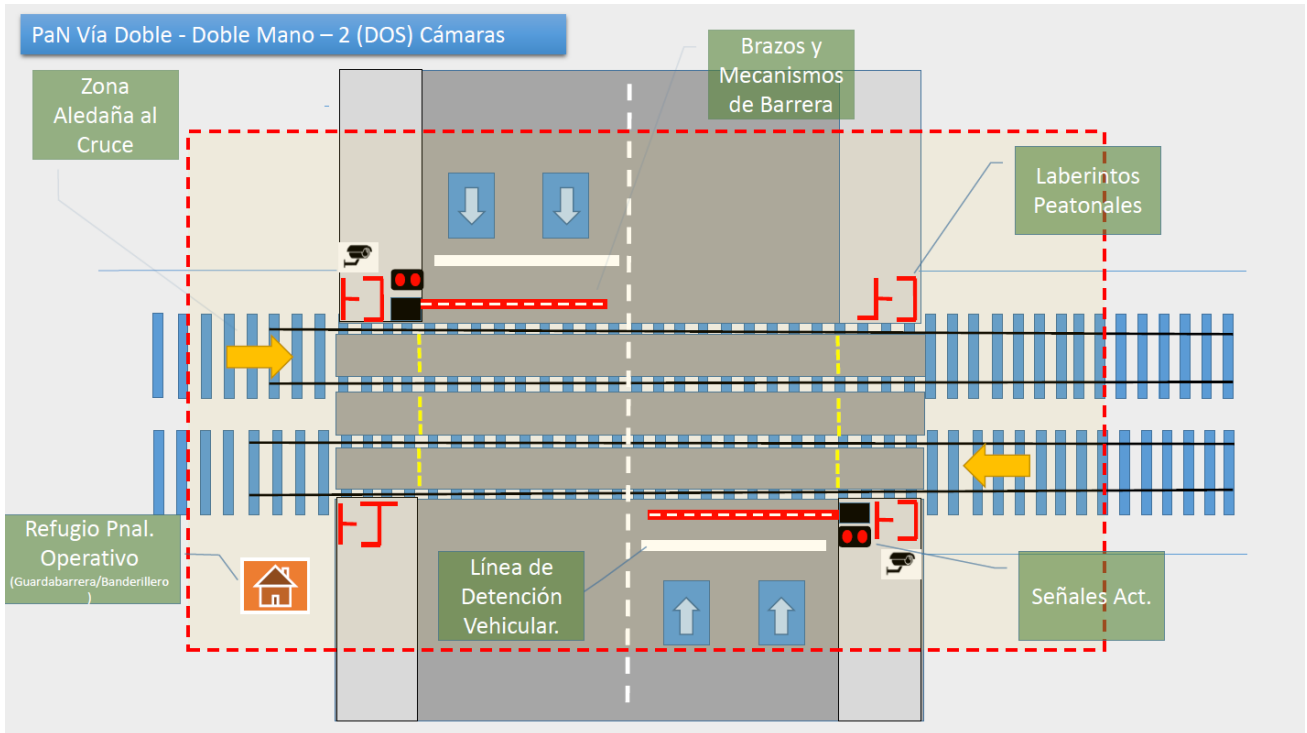 PaN Vía Doble - Doble Mano – 2 (DOS) Cámaras
Brazos y
Mecanismos
de Barrera
Zona
Aledaña al
Cruce
Laberintos
Peatonales
Refugio Pnal.
Operativo
(Guardabarrera/Banderillero
)
Línea de
Detención
Vehicular.
Señales Act.